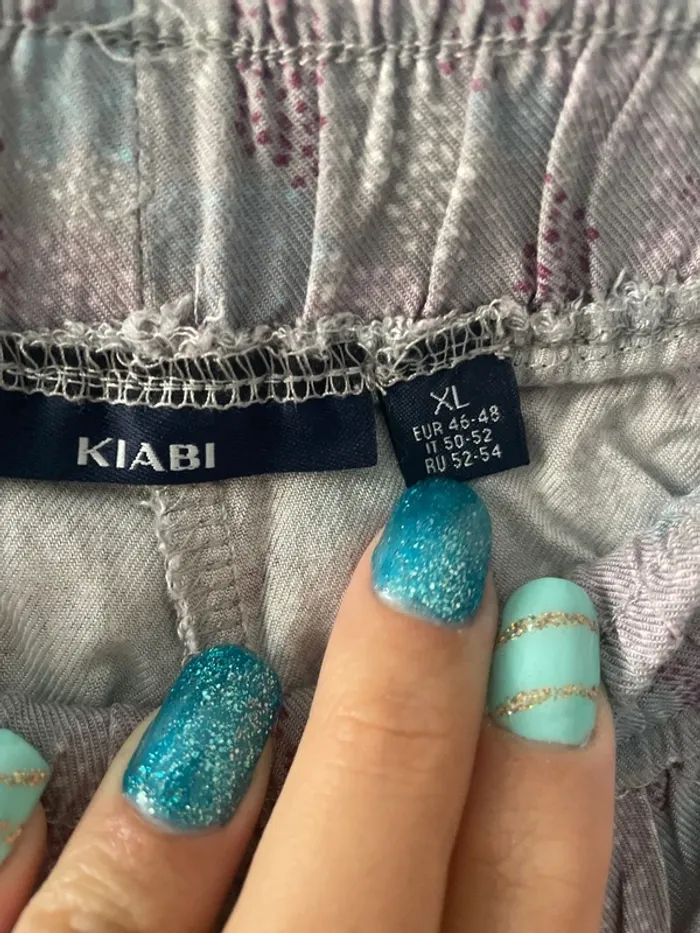 KIABI
XL
EUR 46-48
IT 50-52
RU 52-54